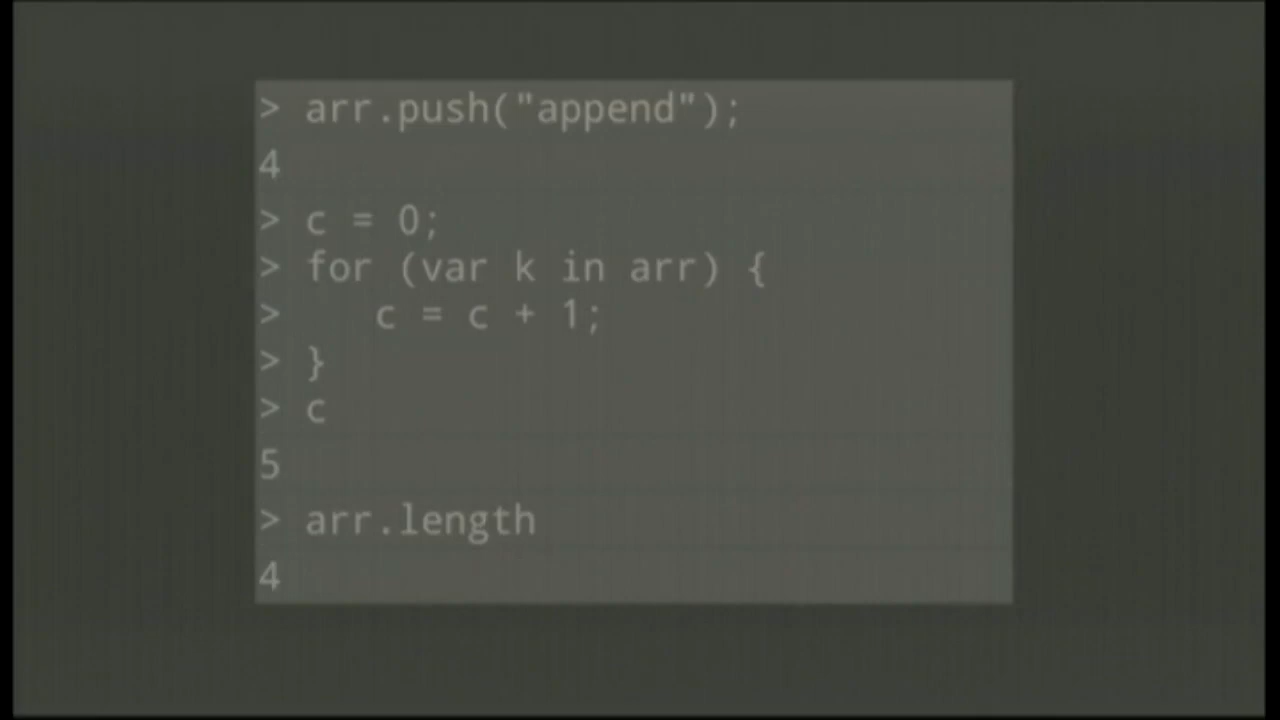 > arr.push("append");
4
> c = 0;
> for (var k in arr) {
>    c = c + 1;
> }
> c
5
> arr.length
4